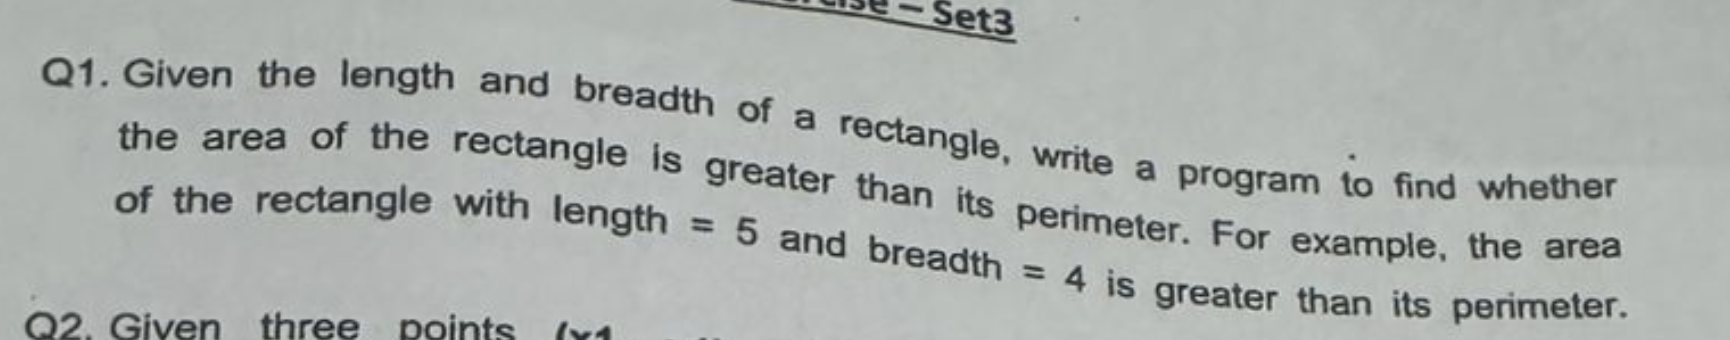 – Set3
Q1. Given the length and breadth of a rectangle, write a program to find whether
the area of the rectangle is greater than its perimeter. For example, the area
of the rectangle with length = 5 and breadth = 4 is greater than its perimeter.
Q2. Given three points (x1